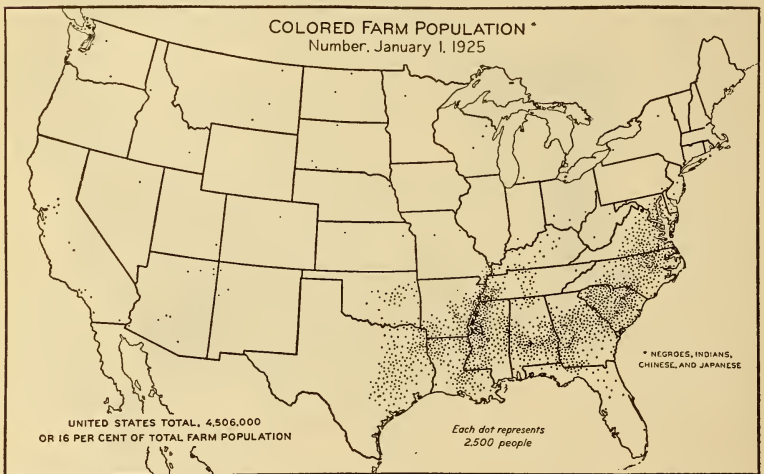 COLORED FARM POPULATION*
Number, January 1, 1925
* NEGROES, INDIANS,
CHINESE, AND JAPANESE
UNITED STATES TOTAL, 4,506,000
OR 16 PER CENT OF TOTAL FARM POPULATION
Each dot represents
2,500 people